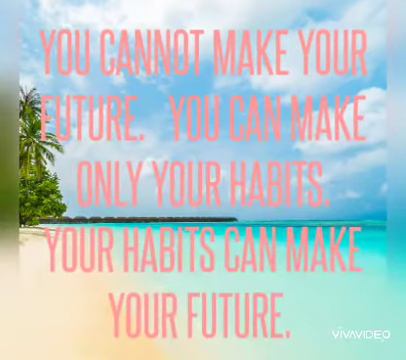 YOU CANNOT MAKE YOUR
FUTURE. YOU CAN MAKE
ONLY YOUR HABITS.
YOUR HABITS CAN MAKE
YOUR FUTURE.
VIVAVIDEO